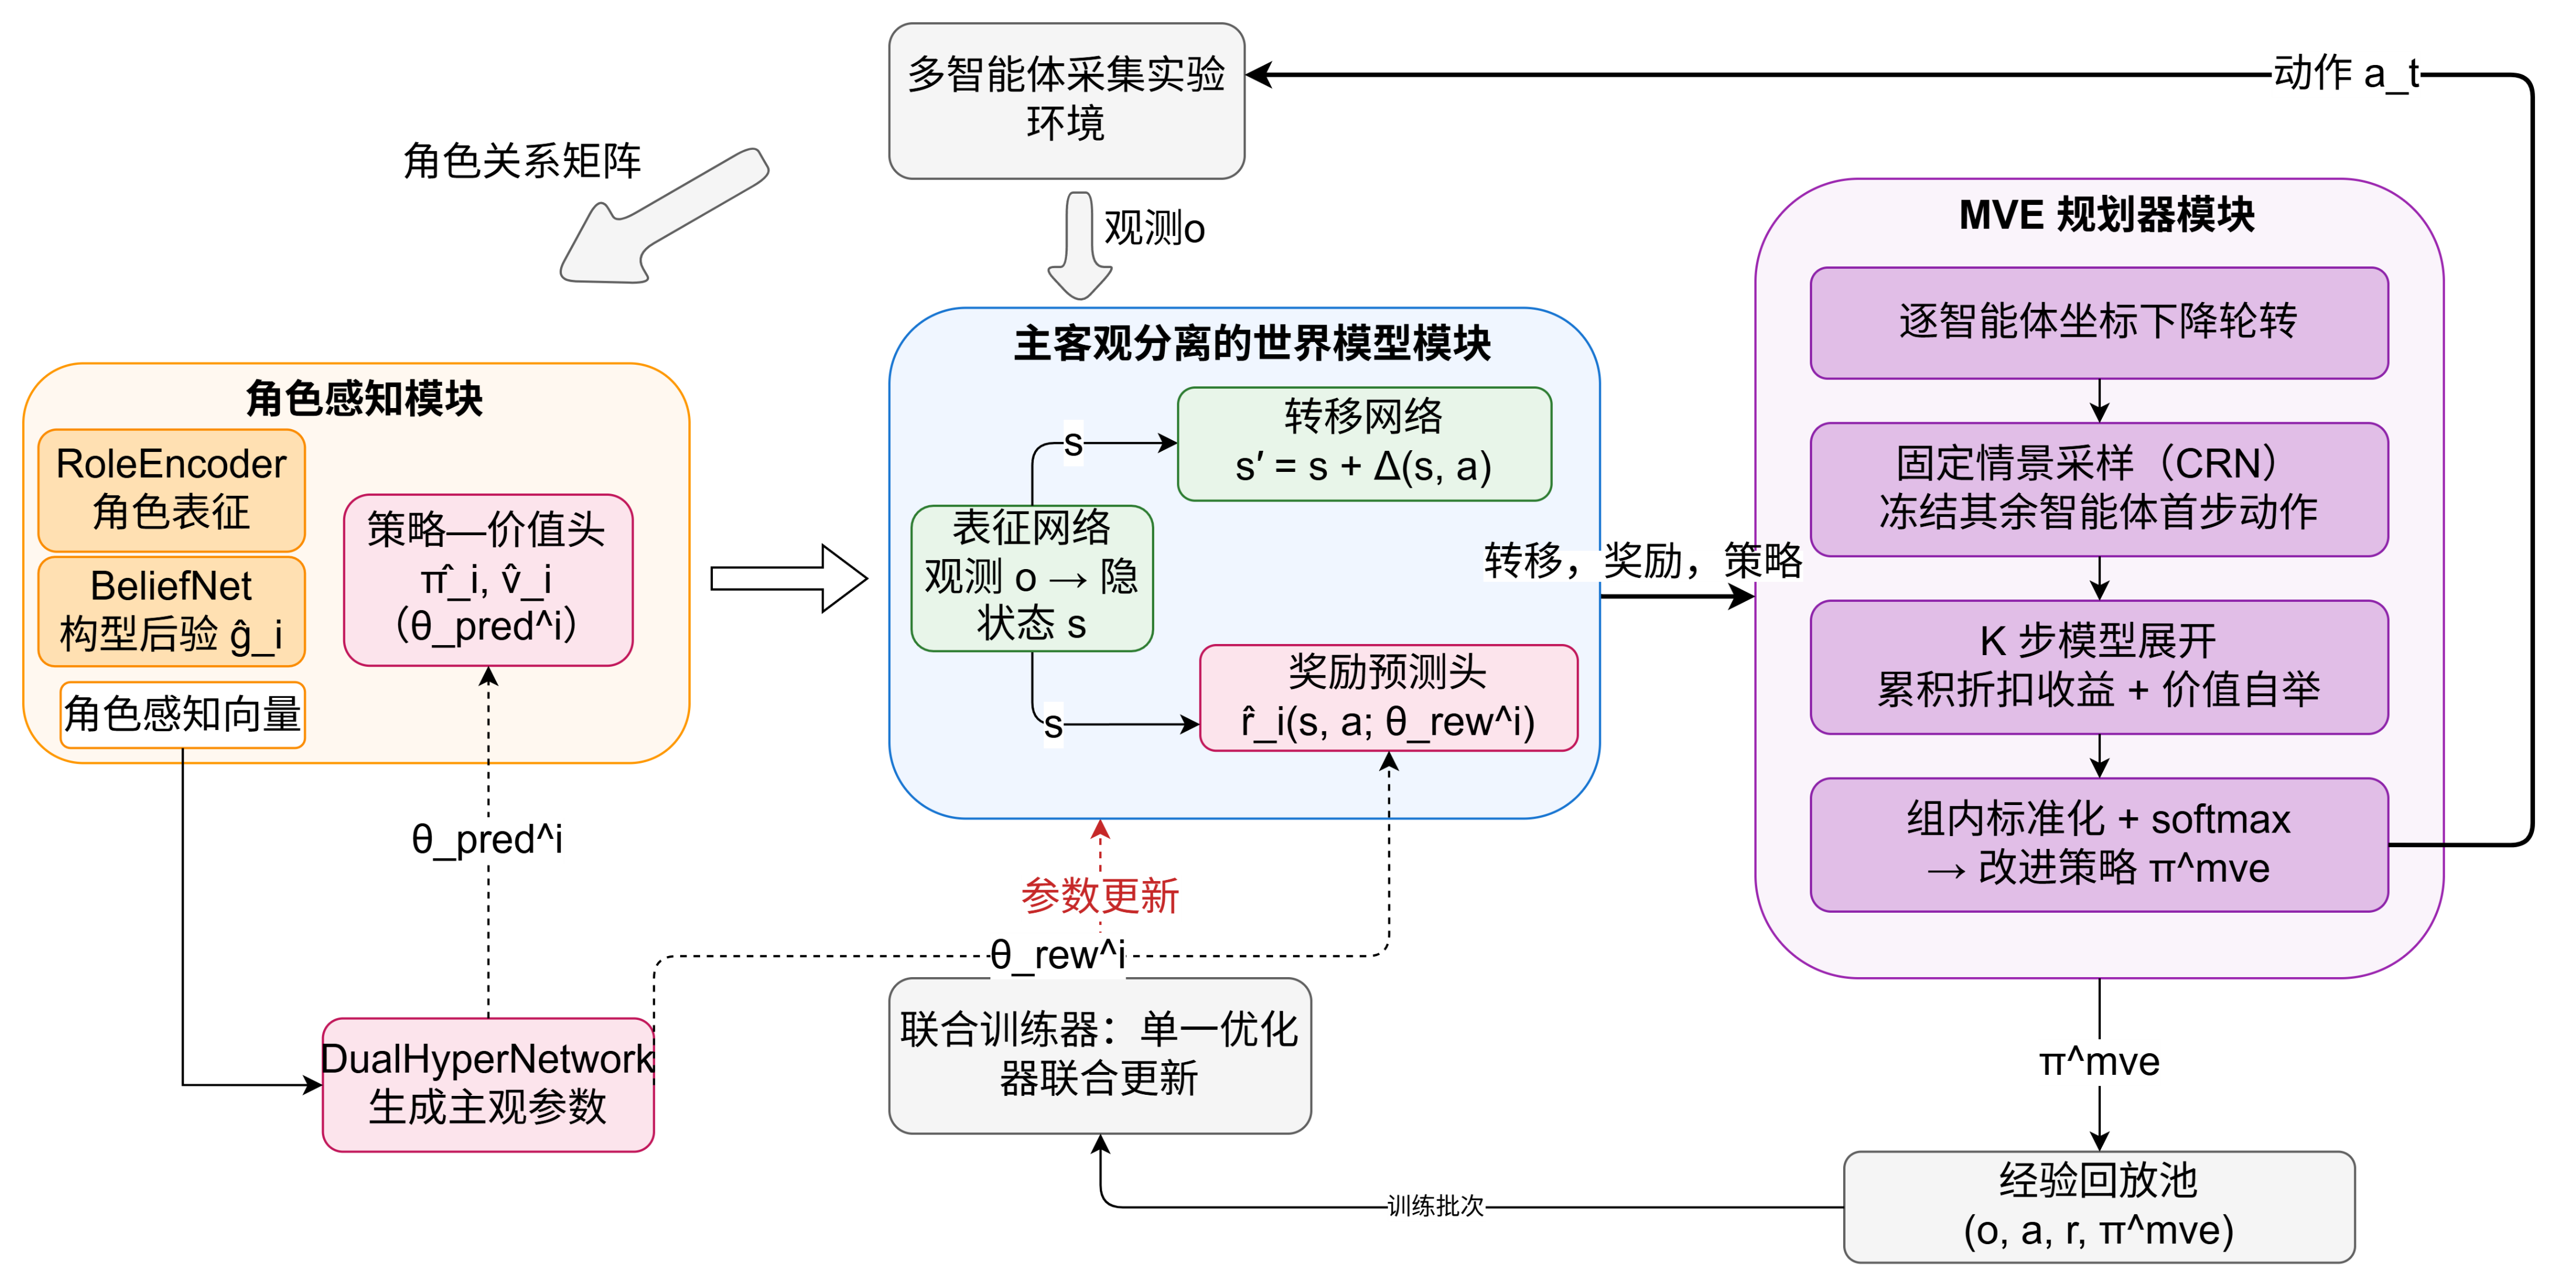 多智能体采集实验
环境
动作 a_t
角色关系矩阵
观测o
角色感知模块
RoleEncoder
角色表征
BeliefNet
构型后验 ĝ_i
角色感知向量
策略—价值头
π̂_i, v̂_i
（θ_pred^i）
θ_pred^i
DualHyperNetwork
生成主观参数
主客观分离的世界模型模块
转移网络
s′ = s + Δ(s, a)
s
表征网络
观测 o → 隐
状态 s
s
奖励预测头
r̂_i(s, a; θ_rew^i)
参数更新
θ_rew^i
联合训练器：单一优化
器联合更新
训练批次
转移，奖励，策略
MVE 规划器模块
逐智能体坐标下降轮转
固定情景采样（CRN）
冻结其余智能体首步动作
K 步模型展开
累积折扣收益 + 价值自举
组内标准化 + softmax
→ 改进策略 π^mve
π^mve
经验回放池
(o, a, r, π^mve)